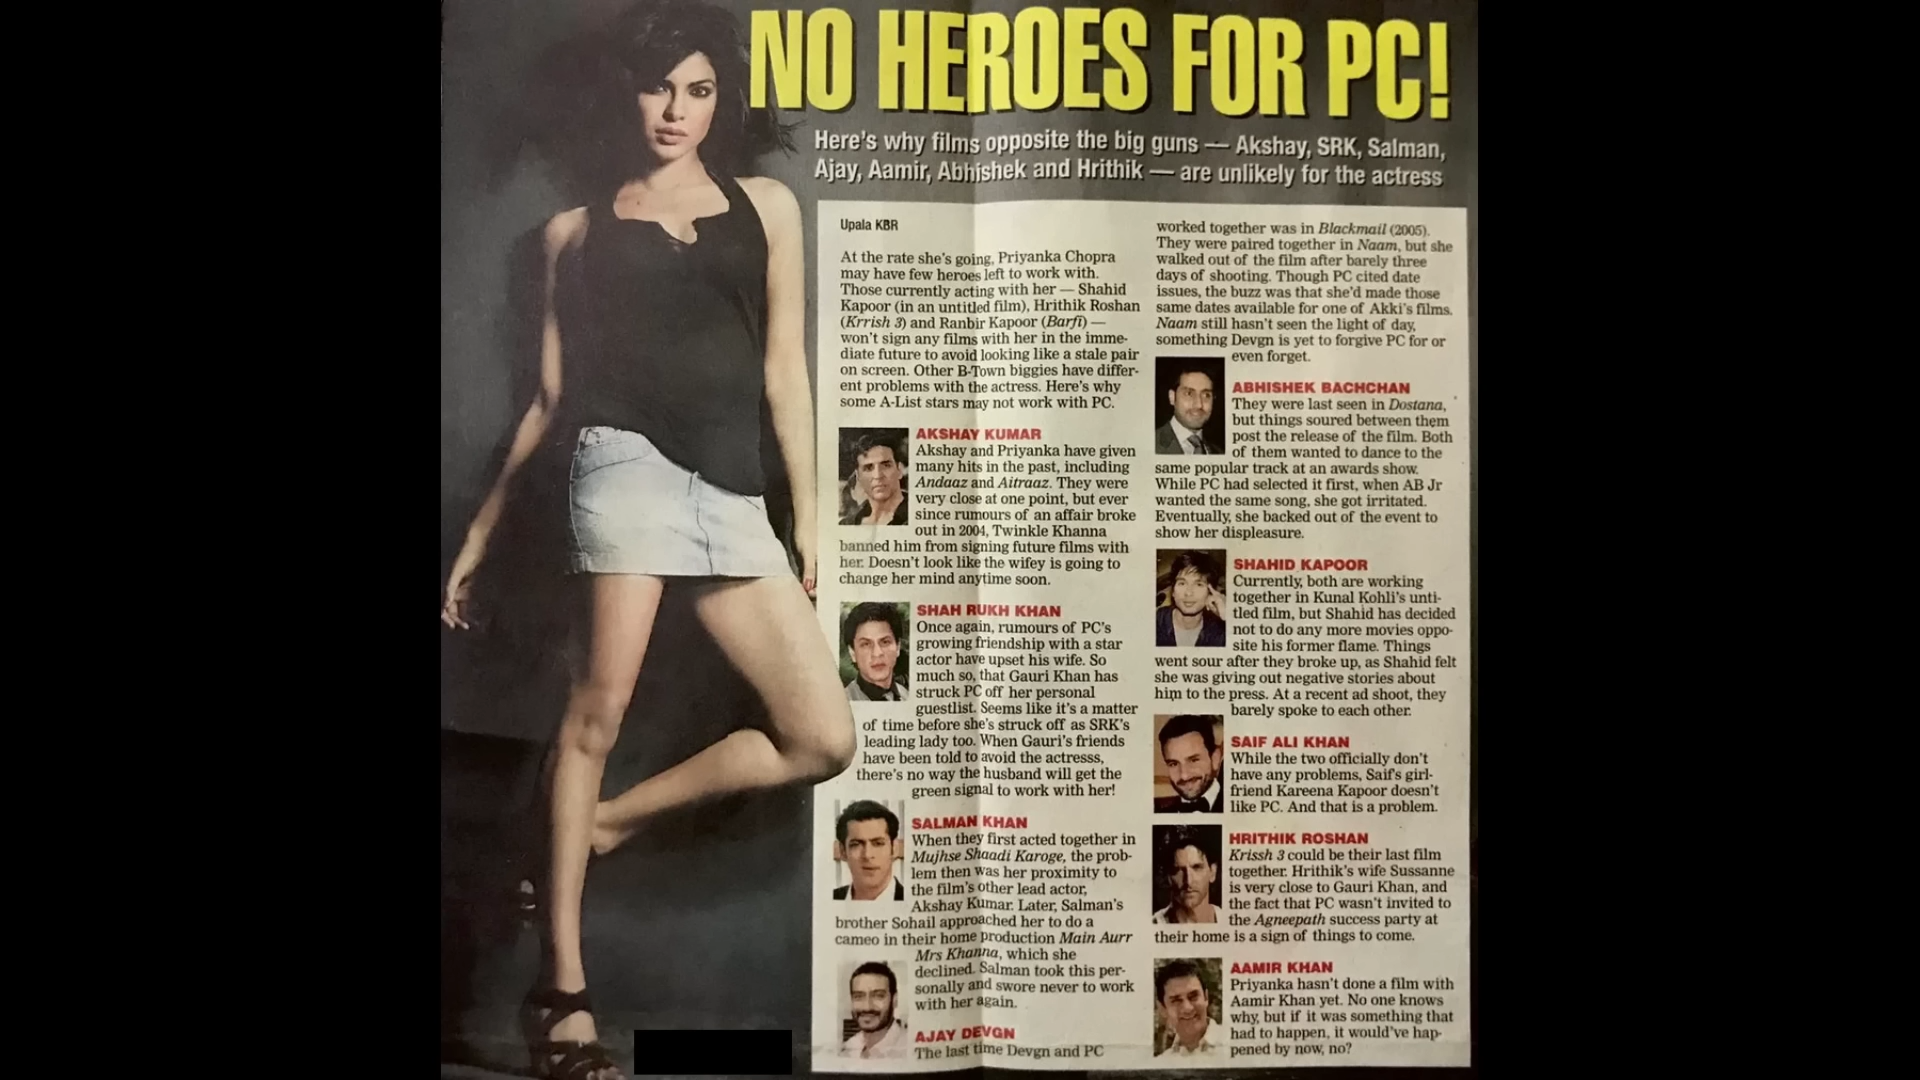 NO HEROES FOR PC!
Here's why films opposite the big guns — Akshay, SRK, Salman,
Ajay, Aamir, Abhishek and Hrithik — are unlikely for the actress
Upala KBR
At the rate she's going, Priyanka Chopra
may have few heroes left to work with.
Those currently acting with her — Shahid
Kapoor (in an untitled film), Hrithik Roshan
(Krrish 3) and Ranbir Kapoor (Barfi) —
won't sign any films with her in the imme-
diate future to avoid looking like a stale pair
on screen. Other B-Town biggies have differ-
ent problems with the actress. Here's why
some A-List stars may not work with PC.
AKSHAY KUMAR
Akshay and Priyanka have given
many hits in the past, including
Andaaz and Aitraaz. They were
very close at one point, but ever
since rumours of an affair broke
out in 2004, Twinkle Khanna
banned him from signing future films with
her. Doesn't look like the wifey is going to
change her mind anytime soon.
SHAH RUKH KHAN
Once again, rumours of PC's
growing friendship with a star
actor have upset his wife. So
much so, that Gauri Khan has
struck PC off her personal
guestlist. Seems like it's a matter
of time before she's struck off as SRK's
leading lady too. When Gauri's friends
have been told to avoid the actresss,
there's no way the husband will get the
green signal to work with her!
SALMAN KHAN
When they first acted together in
Mujhse Shaadi Karoge, the prob-
lem then was her proximity to
the film's other lead actor,
Akshay Kumar. Later, Salman's
brother Sohail approached her to do a
cameo in their home production Main Aurr
Mrs Khanna, which she
declined. Salman took this per-
sonally and swore never to work
with her again.
AJAY DEVGN
The last time Devgn and PC
worked together was in Blackmail (2005).
They were paired together in Naam, but she
walked out of the film after barely three
days of shooting. Though PC cited date
issues, the buzz was that she'd made those
same dates available for one of Akki's films.
Naam still hasn't seen the light of day,
something Devgn is yet to forgive PC for or
even forget.
ABHISHEK BACHCHAN
They were last seen in Dostana,
but things soured between them
post the release of the film. Both
of them wanted to dance to the
same popular track at an awards show.
While PC had selected it first, when AB Jr
wanted the same song, she got irritated.
Eventually, she backed out of the event to
show her displeasure.
SHAHID KAPOOR
Currently, both are working
together in Kunal Kohli's unti-
tled film, but Shahid has decided
not to do any more movies oppo-
site his former flame. Things
went sour after they broke up, as Shahid felt
she was giving out negative stories about
him to the press. At a recent ad shoot, they
barely spoke to each other.
SAIF ALI KHAN
While the two officially don't
have any problems, Saif's girl-
friend Kareena Kapoor doesn't
like PC. And that is a problem.
HRITHIK ROSHAN
Krissh 3 could be their last film
together. Hrithik's wife Sussanne
is very close to Gauri Khan, and
the fact that PC wasn't invited to
the Agneepath success party at
their home is a sign of things to come.
AAMIR KHAN
Priyanka hasn't done a film with
Aamir Khan yet. No one knows
why, but if it was something that
had to happen, it would've hap-
pened by now, no?